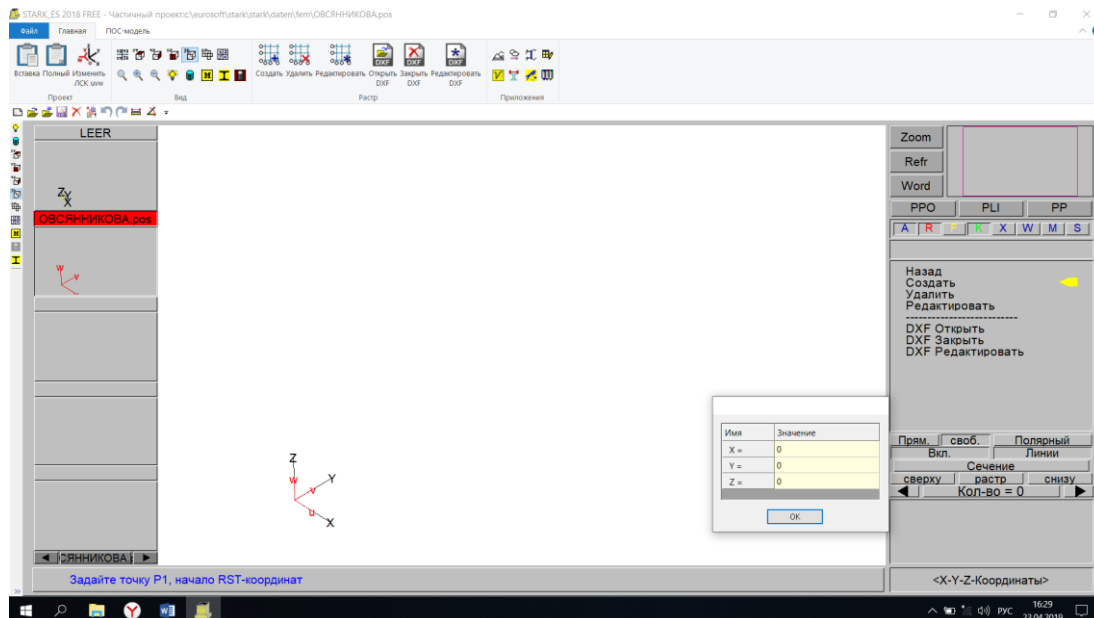 STARK_ES 2018 FREE - Частичный проект:c:\eurosoft\stark\stark\daten\fem\ОВСЯННИКОВА.pos
Файл Главная ПОС-модель
Вставка Полный Изменить ЛСК uvw
Создать Удалить Редактировать Открыть DXF Закрыть DXF Редактировать DXF
Проект Вид Растр Приложения
LEER
Z Y
X
ОВСЯННИКОВА.pos
w
v
Z
w
Y
v
u
X
СЯННИКОВА
Имя Значение
X = 0
Y = 0
Z = 0
OK
Zoom
Refr
Word
PPO PLI PP
A R F K X W M S
Назад
Создать
Удалить
Редактировать
---------------------------
DXF Открыть
DXF Закрыть
DXF Редактировать
Прям. своб. Полярный
Вкл. Линии
Сечение
сверху растр снизу
Кол-во = 0
Задайте точку P1, начало RST-координат
<X-Y-Z-Координаты>
РУС 16:29
23.04.2019